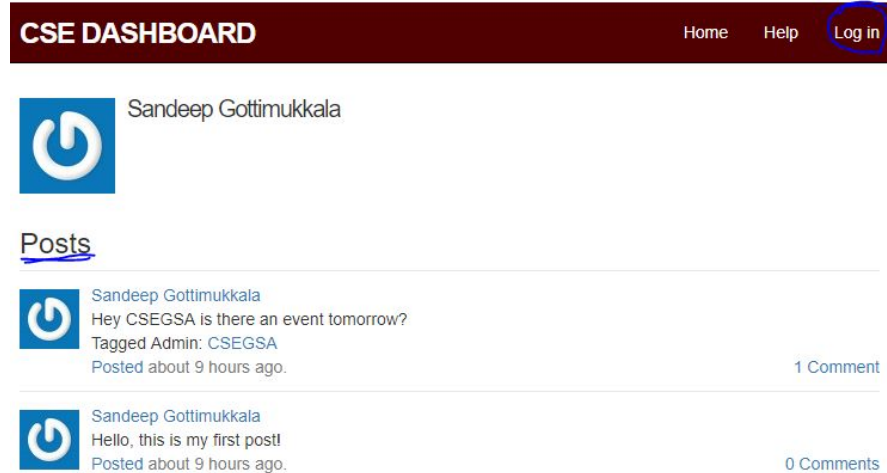 CSE DASHBOARD Home Help Log in
Sandeep Gottimukkala
Posts
Sandeep Gottimukkala
Hey CSEGSA is there an event tomorrow?
Tagged Admin: CSEGSA
Posted about 9 hours ago. 1 Comment
Sandeep Gottimukkala
Hello, this is my first post!
Posted about 9 hours ago. 0 Comments